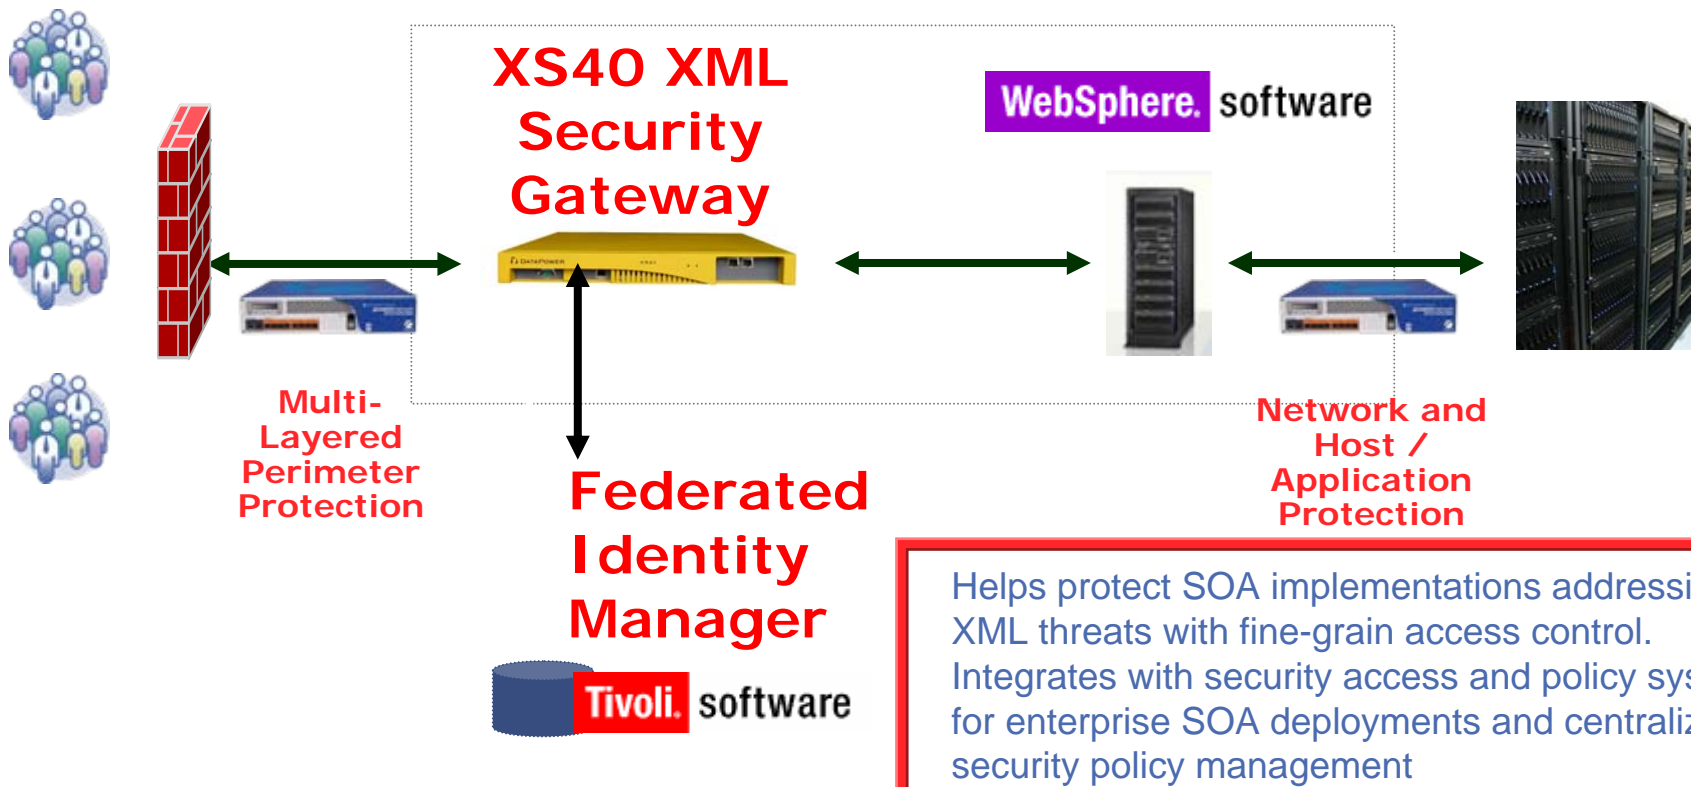 XS40 XML
Security
Gateway
WebSphere. software
DATAPOWER
XS40
Multi-
Layered
Perimeter
Protection
Network and
Host /
Application
Protection
Federated
Identity
Manager
Tivoli. software
Helps protect SOA implementations addressi
XML threats with fine-grain access control.
Integrates with security access and policy sys
for enterprise SOA deployments and centraliz
security policy management